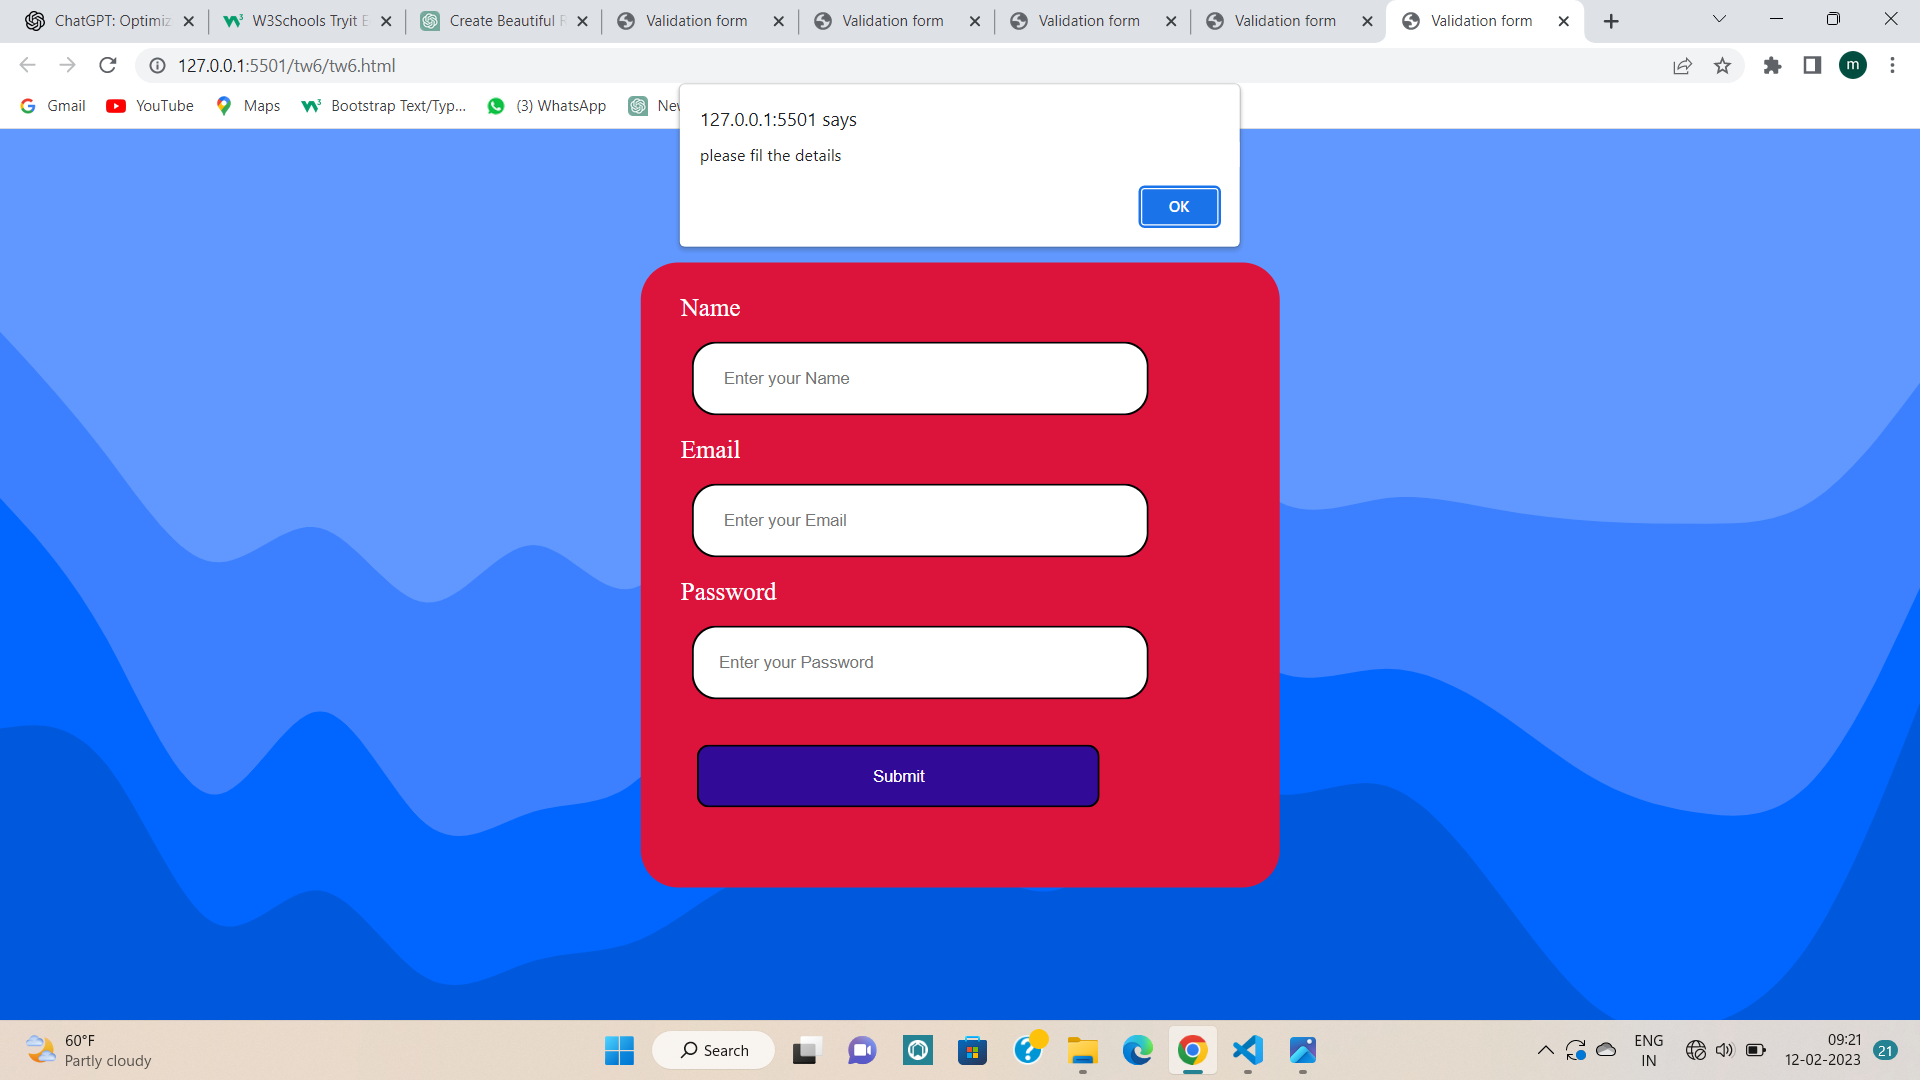 ChatGPT: Optimiz
W3Schools Tryit E
Create Beautiful F
Validation form
Validation form
Validation form
Validation form
Validation form
127.0.0.1:5501/tw6/tw6.html
m
Gmail
YouTube
Maps
Bootstrap Text/Typ...
(3) WhatsApp
New
127.0.0.1:5501 says
please fil the details
OK
Name
Enter your Name
Email
Enter your Email
Password
Enter your Password
Submit
60°F
Partly cloudy
Search
ENG
IN
09:21
12-02-2023
21